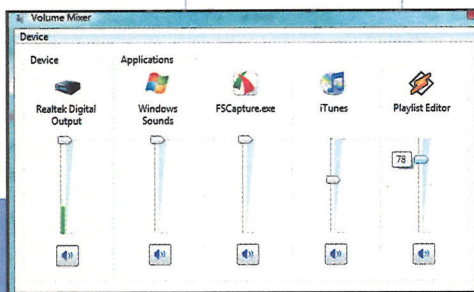 Volume Mixer
Device
Device
Applications
Realtek Digital
Output
Windows
Sounds
FSCapture.exe
iTunes
Playlist Editor
78